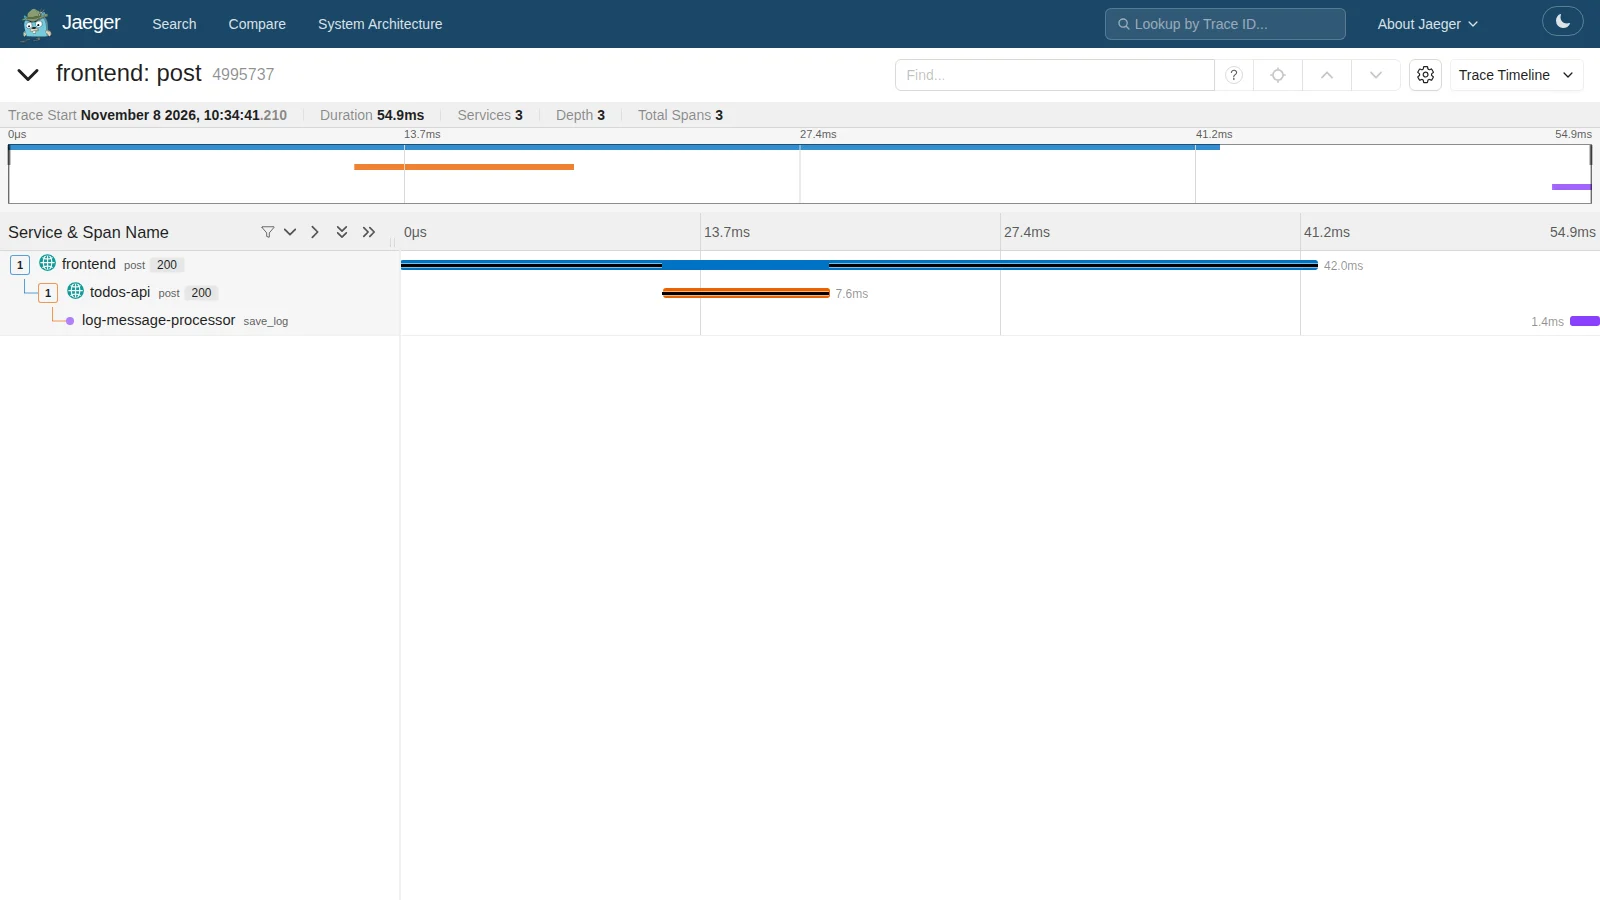 Jaeger Search Compare System Architecture Lookup by Trace ID... About Jaeger
frontend: post 4995737 Find... ? Trace Timeline
Trace Start November 8 2026, 10:34:41.210 Duration 54.9ms Services 3 Depth 3 Total Spans 3
0μs 13.7ms 27.4ms 41.2ms 54.9ms
Service & Span Name 0μs 13.7ms 27.4ms 41.2ms 54.9ms
1 frontend post 200 42.0ms
1 todos-api post 200 7.6ms
log-message-processor save_log 1.4ms